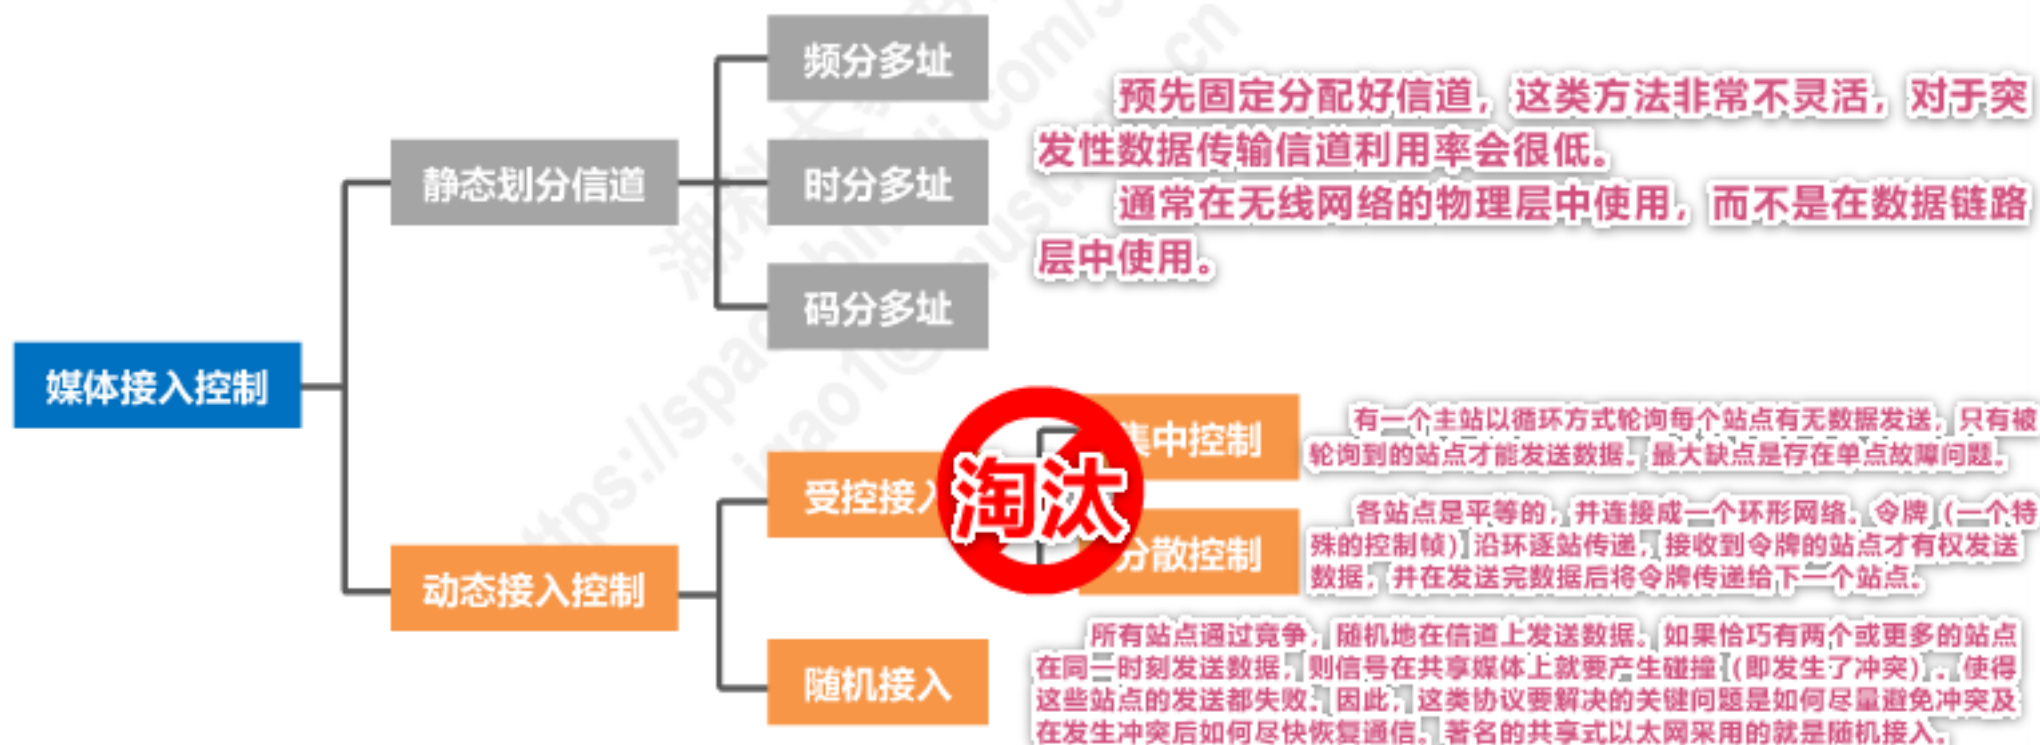 频分多址
预先固定分配好信道，这类方法非常不灵活，对于突
发性数据传输信道利用率会很低。
静态划分信道
时分多址
通常在无线网络的物理层中使用，而不是在数据链路
层中使用。
码分多址
媒体接入控制
集中控制
有一个主站以循环方式轮询每个站点有无数据发送，只有被
轮询到的站点才能发送数据。最大缺点是存在单点故障问题。
受控接入
淘汰
分散控制
各站点是平等的，并连接成一个环形网络。令牌（一个特
殊的控制帧）沿环逐站传递，接收到令牌的站点才有权发送
数据，并在发送完数据后将令牌传递给下一个站点。
动态接入控制
随机接入
所有站点通过竞争，随机地在信道上发送数据。如果恰巧有两个或更多的站点
在同一时刻发送数据，则信号在共享媒体上就要产生碰撞（即发生了冲突），使得
这些站点的发送都失败。因此，这类协议要解决的关键问题是如何尽量避免冲突及
在发生冲突后如何尽快恢复通信。著名的共享式以太网采用的就是随机接入。